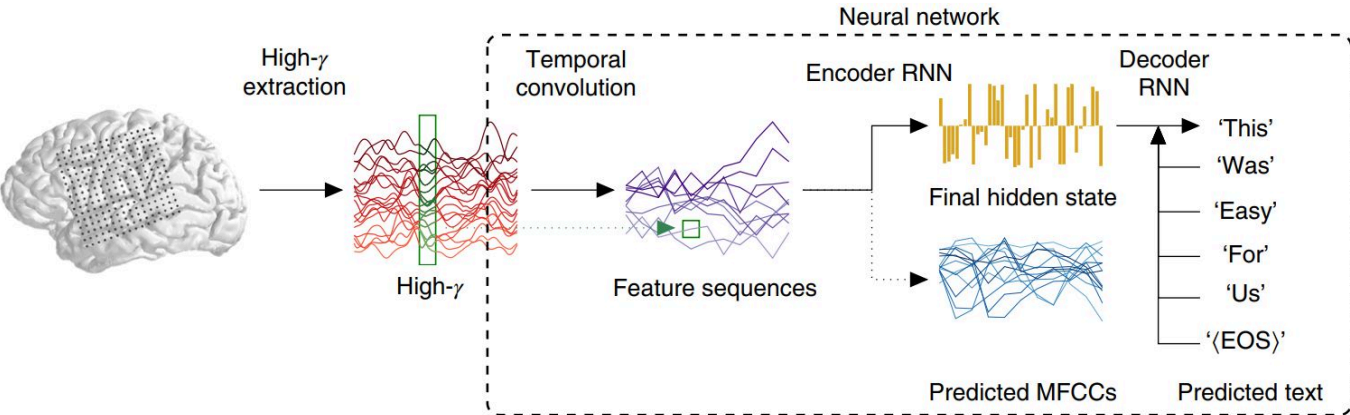 Neural network
High-γ
extraction
Temporal
convolution
Encoder RNN
Decoder
RNN
‘This’
‘Was’
‘Easy’
‘For’
‘Us’
‘⟨EOS⟩’
Final hidden state
High-γ
Feature sequences
Predicted MFCCs
Predicted text